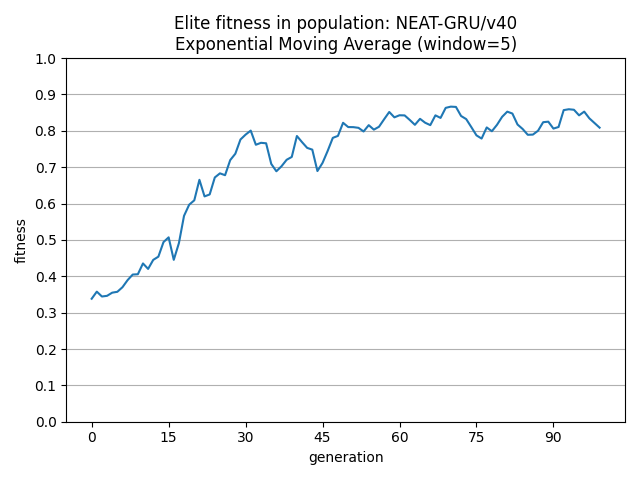 Elite fitness in population: NEAT-GRU/v40
Exponential Moving Average (window=5)
1.0
0.9
0.8
0.7
0.6
0.5
0.4
0.3
0.2
0.1
0.0
fitness
0 15 30 45 60 75 90
generation